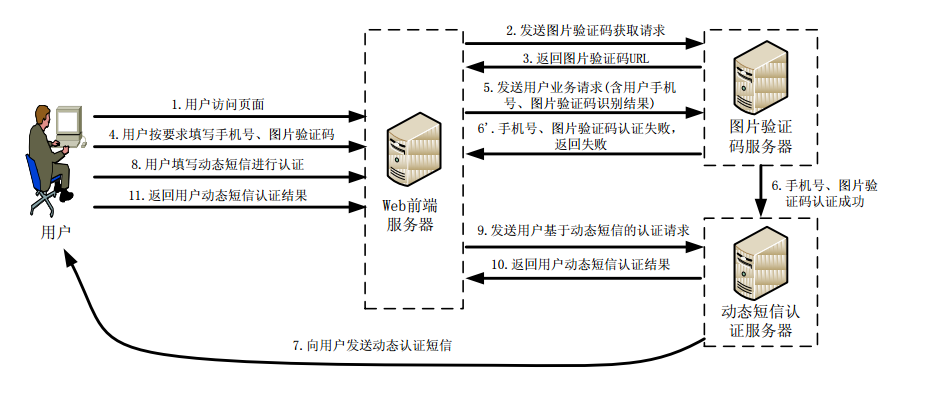 2.发送图片验证码获取请求
3.返回图片验证码URL
1.用户访问页面
5.发送用户业务请求(含用户手机
号、图片验证码识别结果)
4.用户按要求填写手机号、图片验证码
6'.手机号、图片验证码认证失败，
返回失败
图片验证
码服务器
8.用户填写动态短信进行认证
11.返回用户动态短信认证结果
6.手机号、图片验
证码认证成功
Web前端
服务器
用户
9.发送用户基于动态短信的认证请求
10.返回用户动态短信认证结果
动态短信认
证服务器
7.向用户发送动态认证短信